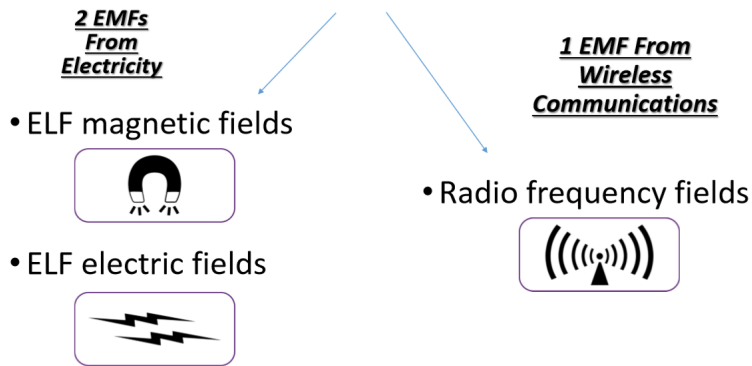 2 EMFs
From
Electricity
1 EMF From
Wireless
Communications
• ELF magnetic fields
• Radio frequency fields
• ELF electric fields